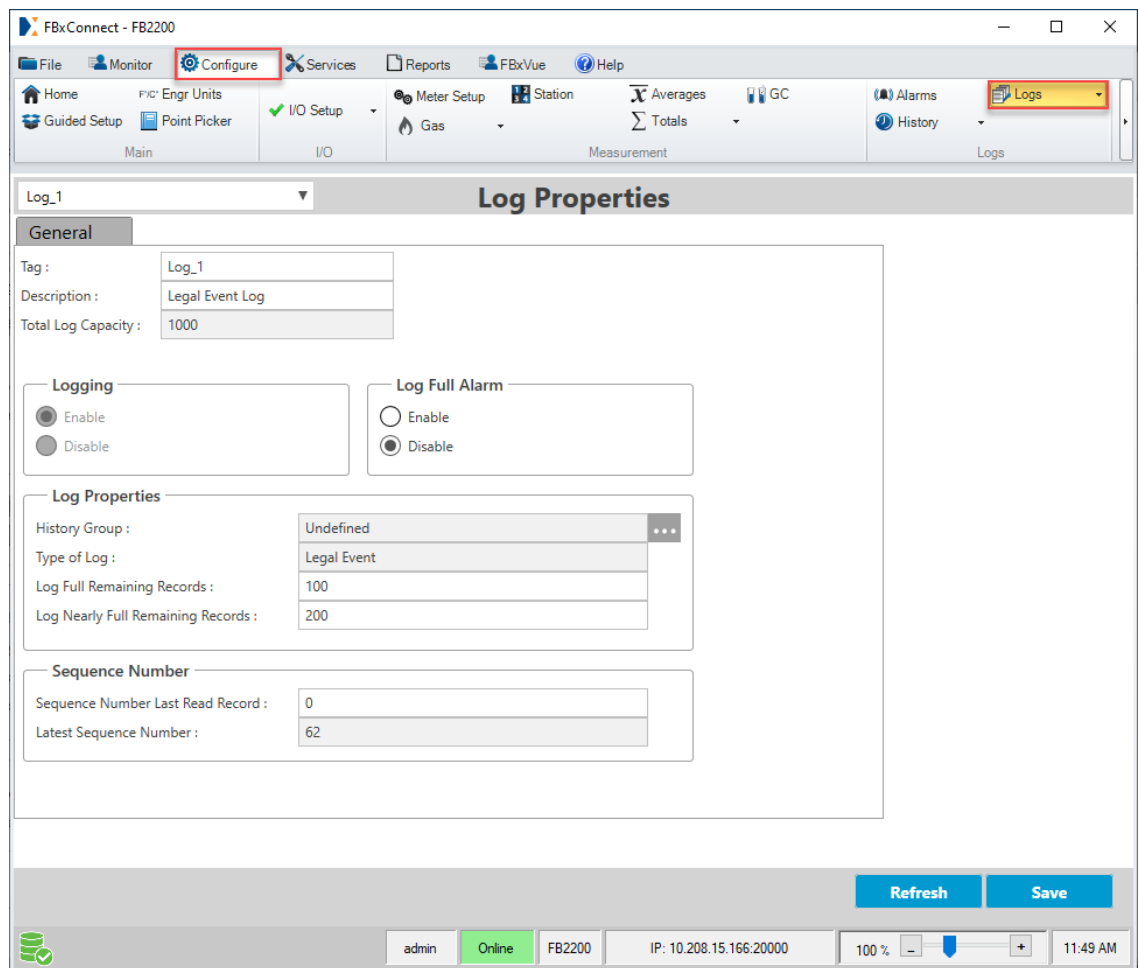 FBxConnect - FB2200
File Monitor Configure Services Reports FBxVue Help
Home F°/C° Engr Units I/O Setup Meter Setup Station Averages GC Alarms Logs
Guided Setup Point Picker Gas Totals History
Main I/O Measurement Logs
Log_1 Log Properties
General
Tag : Log_1
Description : Legal Event Log
Total Log Capacity : 1000
Logging Log Full Alarm
Enable Enable
Disable Disable
Log Properties
History Group : Undefined ...
Type of Log : Legal Event
Log Full Remaining Records : 100
Log Nearly Full Remaining Records : 200
Sequence Number
Sequence Number Last Read Record : 0
Latest Sequence Number : 62
Refresh Save
admin Online FB2200 IP: 10.208.15.166:20000 100 % - + 11:49 AM